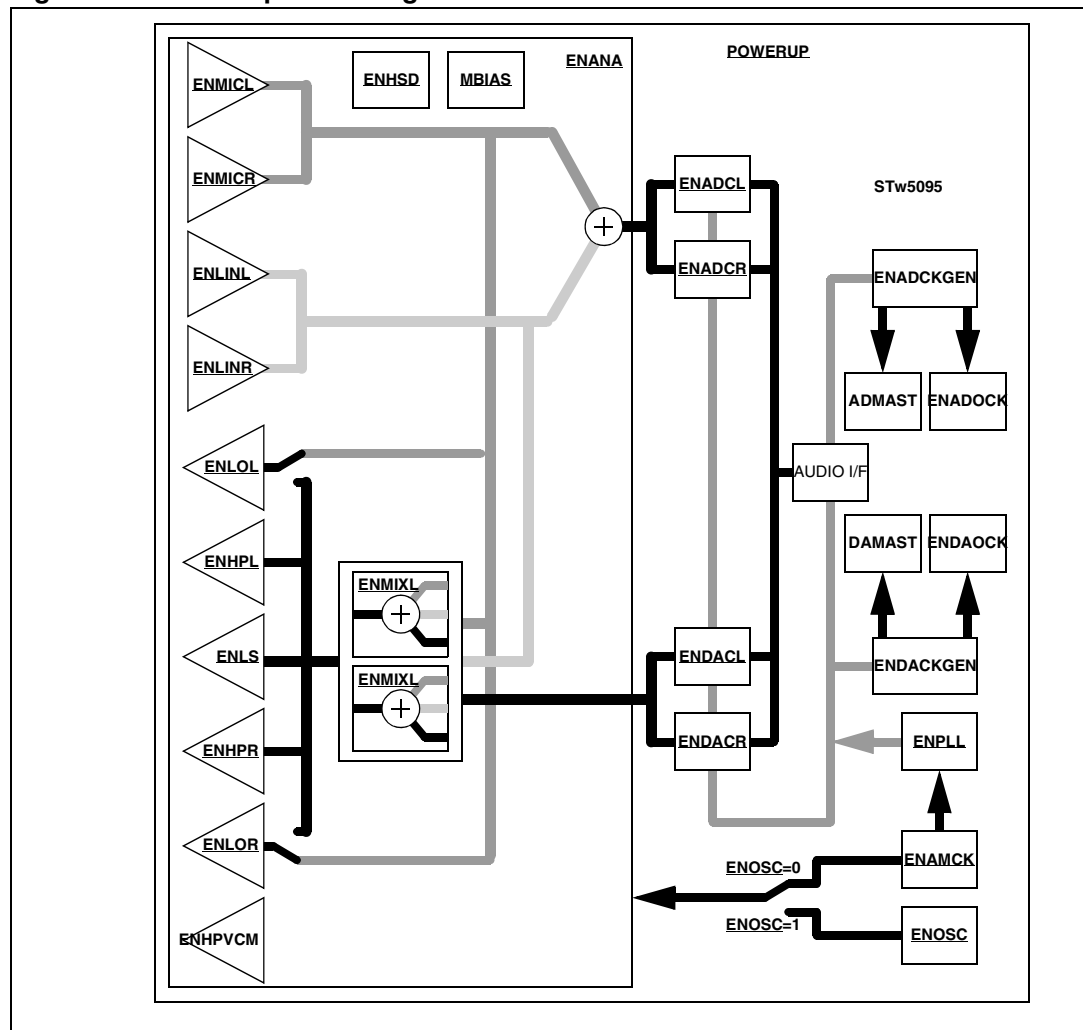 ENANA
POWERUP
ENHSD
MBIAS
ENMICL
ENMICR
ENADCL
STw5095
ENLINL
ENADCR
ENADCKGEN
ENLINR
ADMAST
ENADOCK
ENLOL
AUDIO I/F
ENHPL
DAMAST
ENDAOCK
ENMIXL
ENLS
ENDACL
ENDACKGEN
ENMIXL
ENHPR
ENDACR
ENPLL
ENLOR
ENOSC=0
ENAMCK
ENOSC=1
ENHPVCM
ENOSC